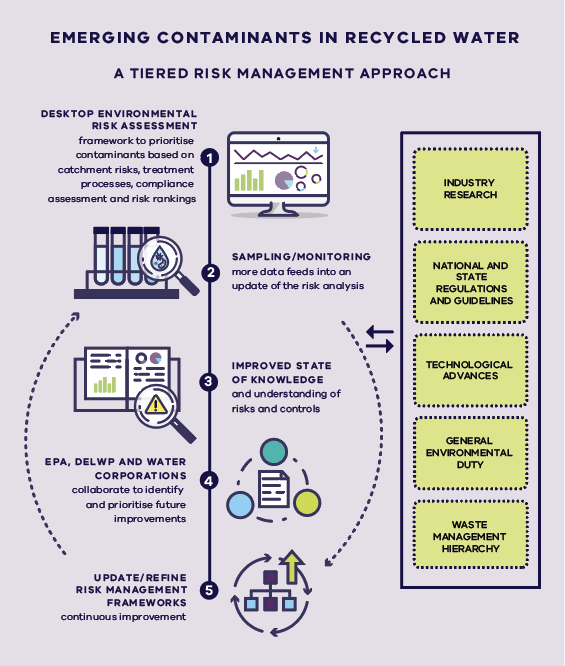 EMERGING CONTAMINANTS IN RECYCLED WATER
A TIERED RISK MANAGEMENT APPROACH
DESKTOP ENVIRONMENTAL
RISK ASSESSMENT
framework to prioritise
contaminants based on
catchment risks, treatment
processes, compliance
assessment and risk rankings
1
2
SAMPLING/MONITORING
more data feeds into an
update of the risk analysis
3
IMPROVED STATE
OF KNOWLEDGE
and understanding of
risks and controls
EPA, DELWP AND WATER
CORPORATIONS
collaborate to identify
and prioritise future
improvements
4
UPDATE/REFINE
RISK MANAGEMENT
FRAMEWORKS
continuous improvement
5
INDUSTRY
RESEARCH
NATIONAL AND
STATE
REGULATIONS
AND GUIDELINES
TECHNOLOGICAL
ADVANCES
GENERAL
ENVIRONMENTAL
DUTY
WASTE
MANAGEMENT
HIERARCHY